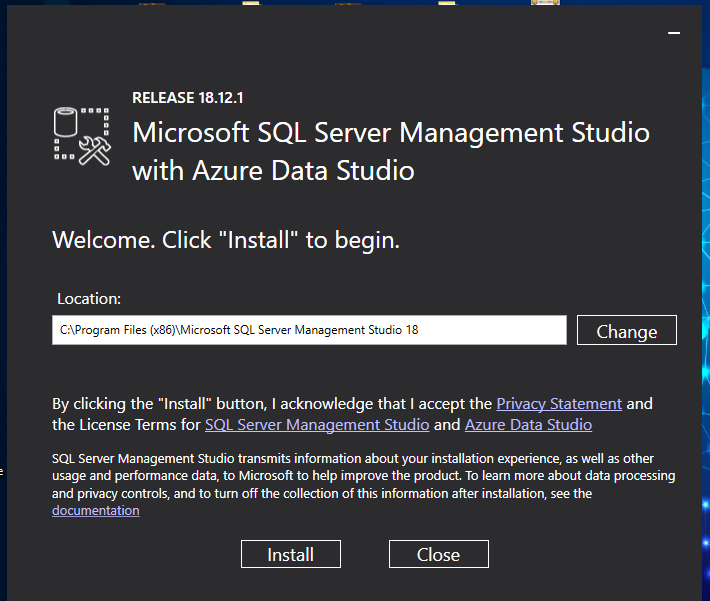 RELEASE 18.12.1
Microsoft SQL Server Management Studio
with Azure Data Studio
Welcome. Click "Install" to begin.
Location:
C:\Program Files (x86)\Microsoft SQL Server Management Studio 18
Change
By clicking the "Install" button, I acknowledge that I accept the Privacy Statement and
the License Terms for SQL Server Management Studio and Azure Data Studio
SQL Server Management Studio transmits information about your installation experience, as well as other
usage and performance data, to Microsoft to help improve the product. To learn more about data processing
and privacy controls, and to turn off the collection of this information after installation, see the
documentation
Install
Close